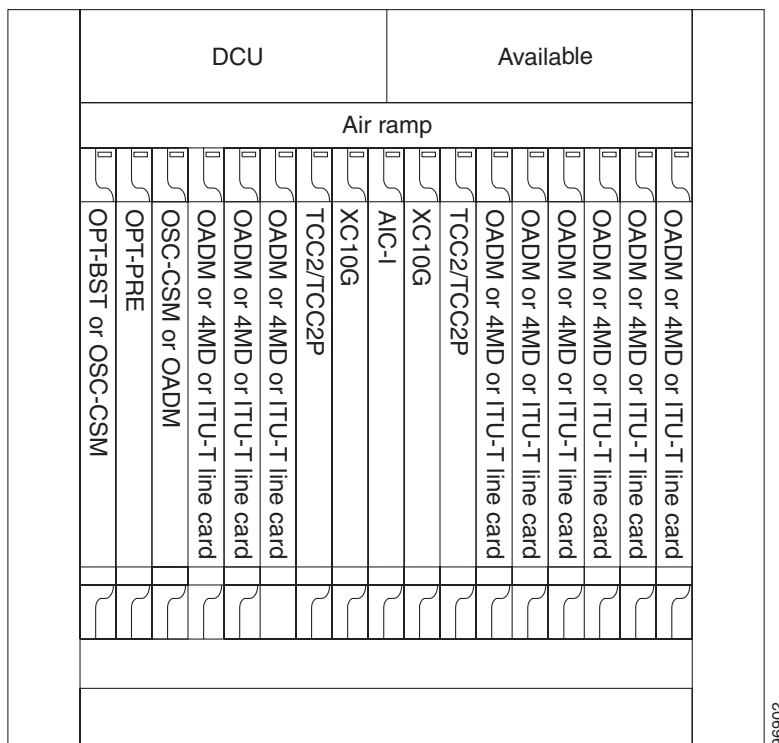 DCU
Available
Air ramp
OPT-BST or OSC-CSM
OPT-PRE
OSC-CSM or OADM
OADM or 4MD or ITU-T line card
OADM or 4MD or ITU-T line card
OADM or 4MD or ITU-T line card
TCC2/TCC2P
XC10G
AIC-I
XC10G
TCC2/TCC2P
OADM or 4MD or ITU-T line card
OADM or 4MD or ITU-T line card
OADM or 4MD or ITU-T line card
OADM or 4MD or ITU-T line card
OADM or 4MD or ITU-T line card
OADM or 4MD or ITU-T line card